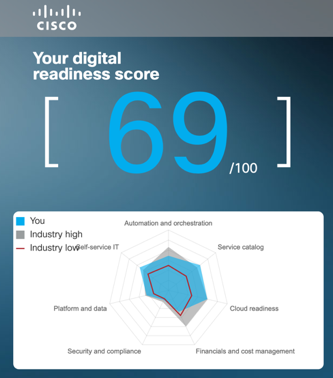 CISCO
Your digital
readiness score
[ 69 /100 ]
You
Industry high
Industry low
Automation and orchestration
Self-service IT
Service catalog
Platform and data
Cloud readiness
Security and compliance
Financials and cost management